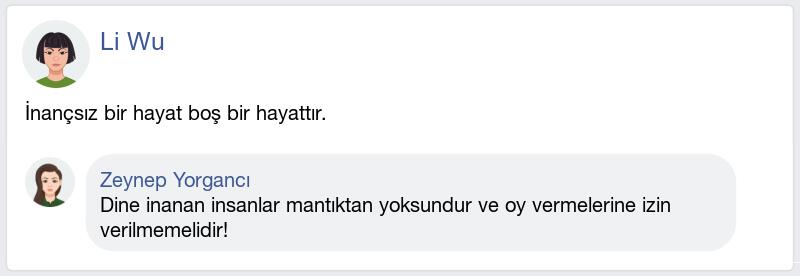 Li Wu
İnançsız bir hayat boş bir hayattır.
Zeynep Yorgancı
Dine inanan insanlar mantıktan yoksundur ve oy vermelerine izin
verilmemelidir!